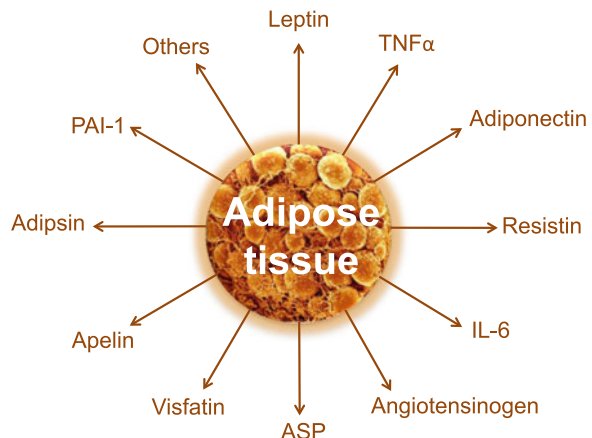 Leptin
Others
TNFα
PAI-1
Adiponectin
Adipose
tissue
Adipsin
Resistin
Apelin
IL-6
Visfatin
Angiotensinogen
ASP